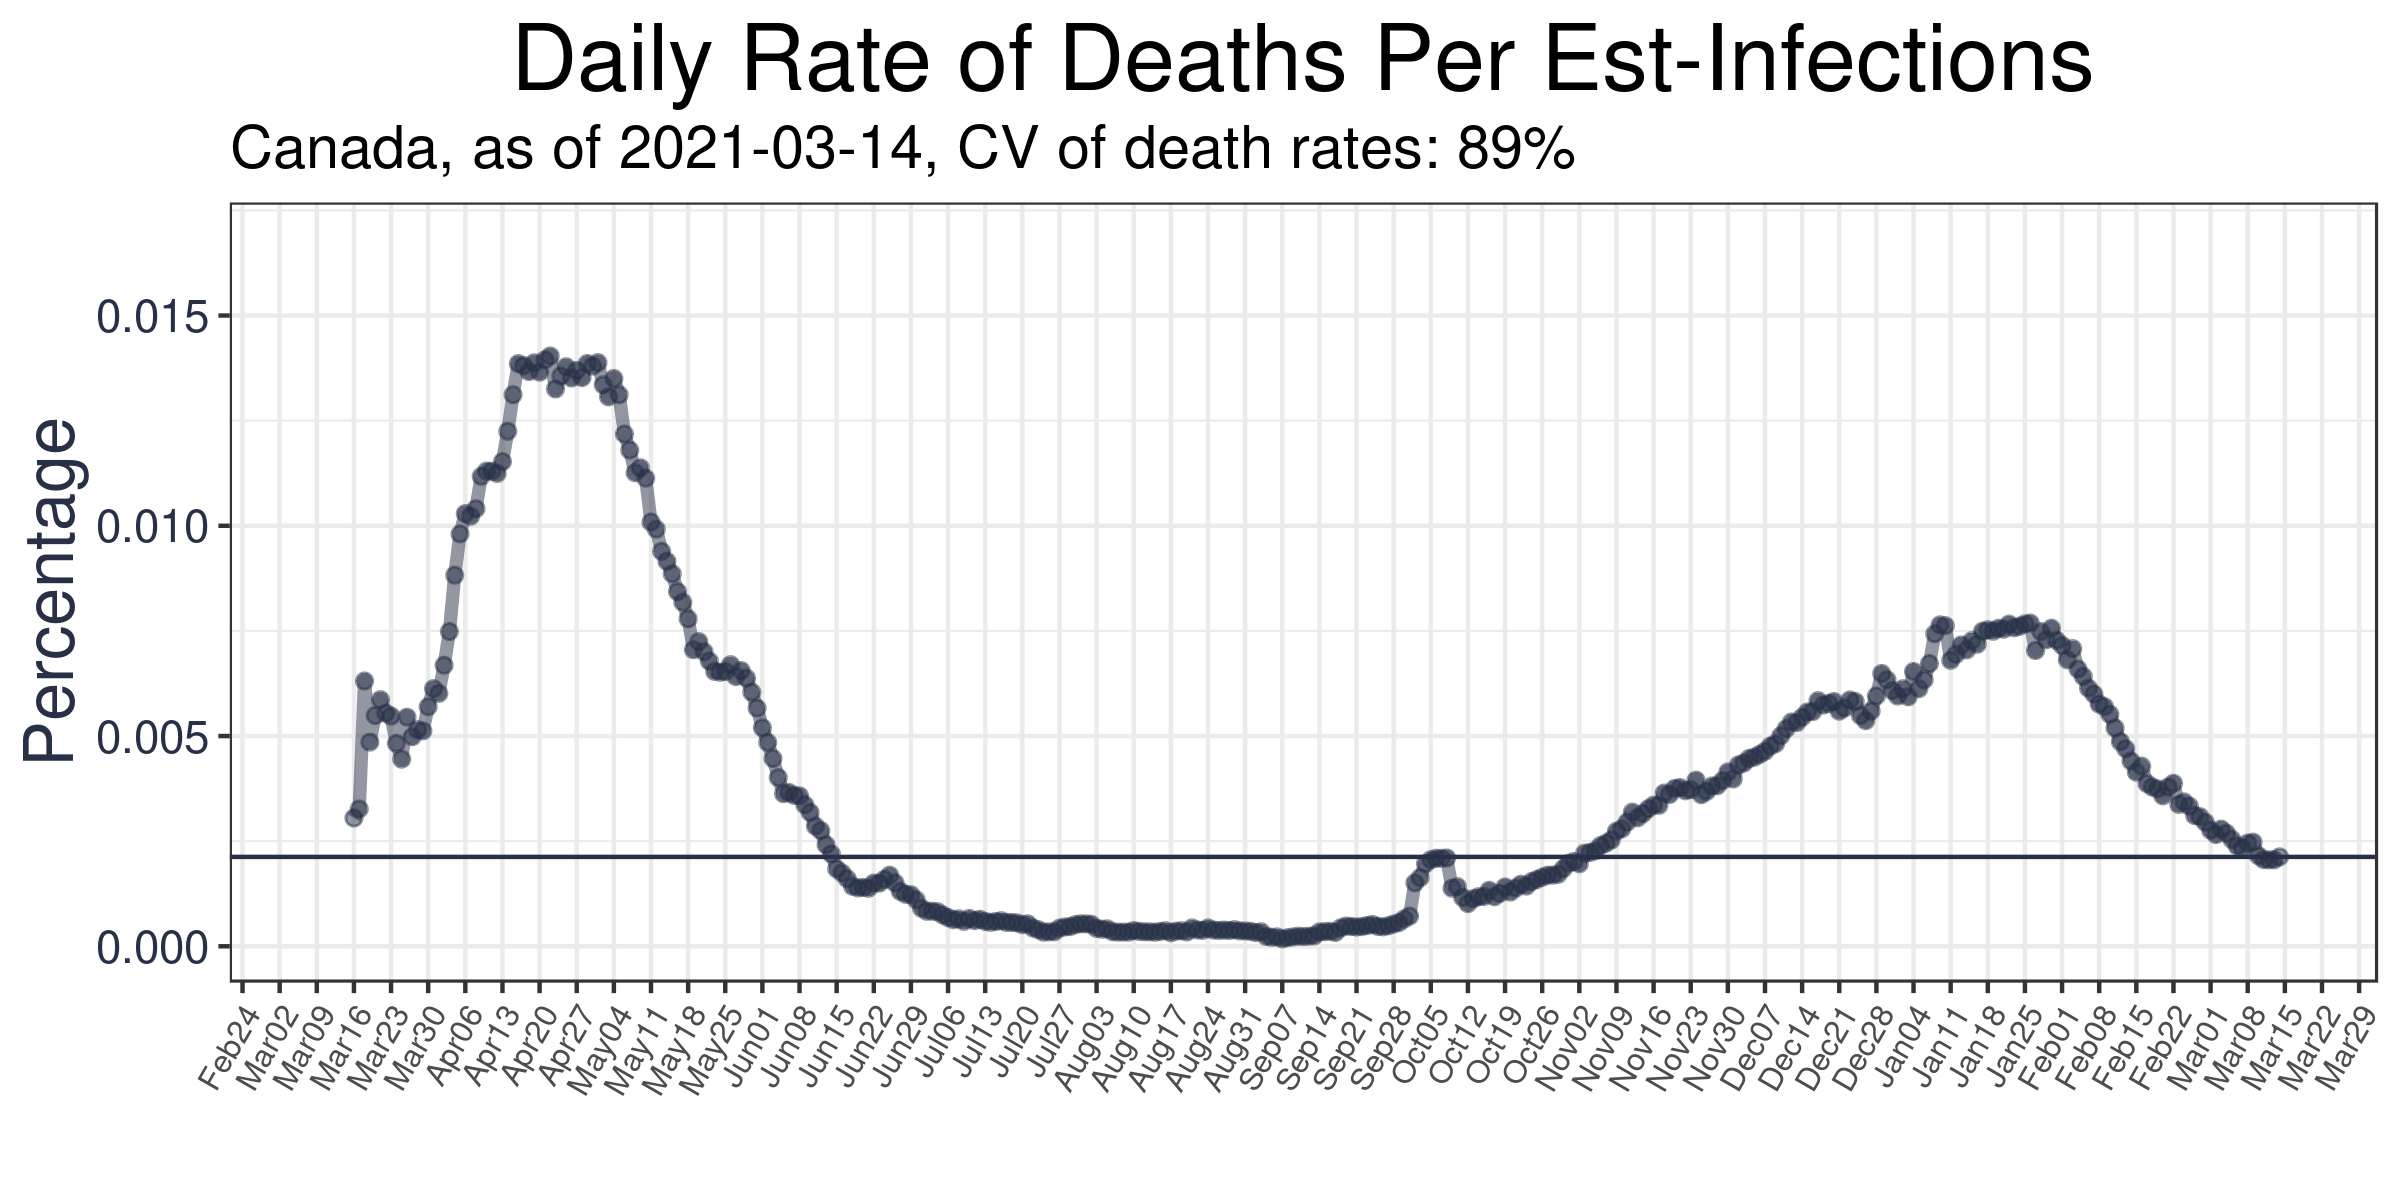 Daily Rate of Deaths Per Est-Infections
Canada, as of 2021-03-14, CV of death rates: 89%
Percentage
0.015
0.010
0.005
0.000
Feb24 Mar02 Mar09 Mar16 Mar23 Mar30 Apr06 Apr13 Apr20 Apr27 May04 May11 May18 May25 Jun01 Jun08 Jun15 Jun22 Jun29 Jul06 Jul13 Jul20 Jul27 Aug03 Aug10 Aug17 Aug24 Aug31 Sep07 Sep14 Sep21 Sep28 Oct05 Oct12 Oct19 Oct26 Nov02 Nov09 Nov16 Nov23 Nov30 Dec07 Dec14 Dec21 Dec28 Jan04 Jan11 Jan18 Jan25 Feb01 Feb08 Feb15 Feb22 Mar01 Mar08 Mar15 Mar22 Mar29